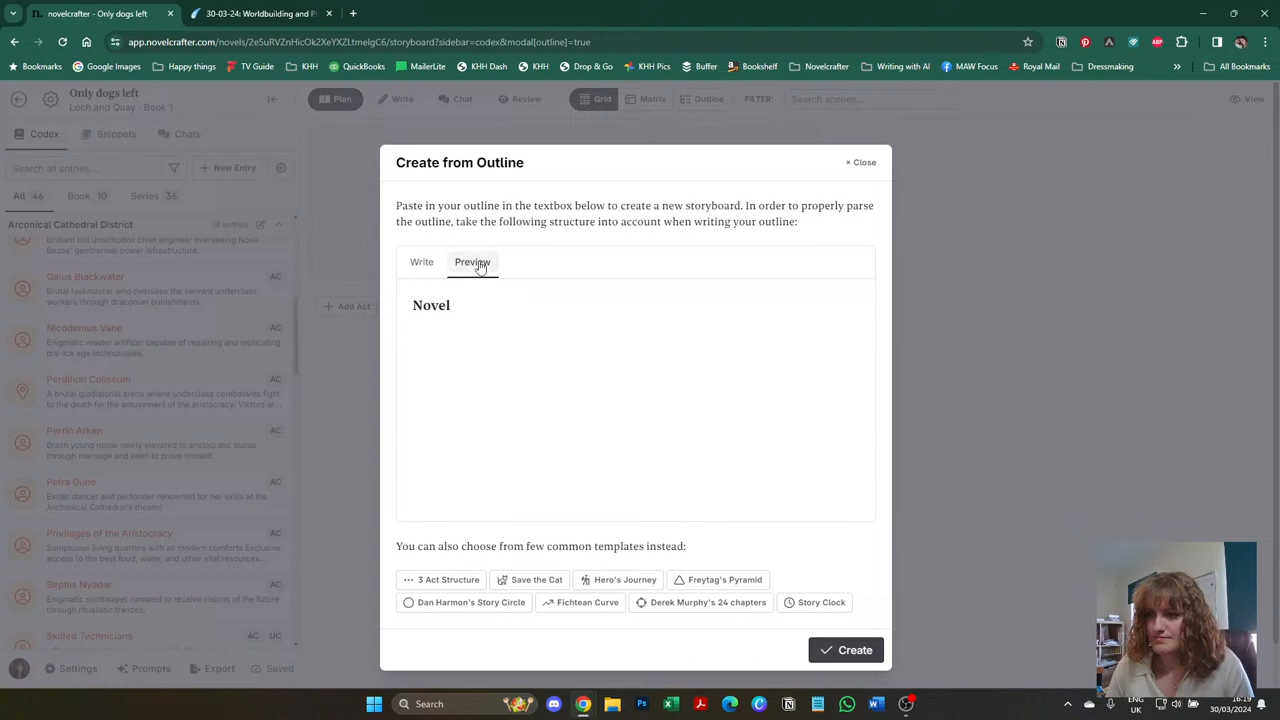 novelcrafter - Only dogs left
30-03-24: Worldbuilding and P
app.novelcrafter.com/novels/2e5uRVZnHicOk2XeYXZLtmelgC6/storyboard?sidebar=codex&modal[outline]=true
Bookmarks
Google Images
Happy things
TV Guide
KHH
QuickBooks
MailerLite
KHH Canva
KHH
Drop & Go
KHH Pics
Buffer
Bookshelf
Novelcrafter
Writing with AI
MAW Focus
Royal Mail
Dressmaking
All Bookmarks
Only dogs left
Loch and Quay · Book 1
Plan
Write
Chat
Review
Grid
Matrix
Outline
FILTER:
Search scenes...
View
Codex
Snippets
Chats
Search all entries...
New Entry
All 46
Book 10
Series 36
Arconical Cathedral District
18 entries
Brilliant but unorthodox chief engineer overseeing Nova
Bezos' geothermal power infrastructure.
Gaius Blackwater
AC
Brutal taskmaster who oversees the servant underclass
workers through draconian punishments.
Nicodemus Vane
AC
Enigmatic master artificer capable of repairing and replicating
pre-ice age technologies.
Perdition Coliseum
AC
A brutal gladiatorial arena where underclass combatants fight
to the death for the amusement of the aristocracy. Victors ar...
Perrin Arken
AC
Brash young noble newly elevated to aristocratic status
through marriage and keen to prove himself.
Petra Dune
AC
Exotic dancer and performer renowned for her skills at the
Archonical Cathedral's theater.
Privileges of the Aristocracy
AC
Sumptuous living quarters with all modern comforts Exclusive
access to the best food, water, and other vital resources...
Sephis Nyadar
AC
Enigmatic soothsayer rumored to receive visions of the future
through ritualistic trances.
Skilled Technicians
AC
UC
Settings
Prompts
Export
Saved
Add Act
Create from Outline
× Close
Paste in your outline in the textbox below to create a new storyboard. In order to properly parse
the outline, take the following structure into account when writing your outline:
Write
Preview
Novel
You can also choose from few common templates instead:
3 Act Structure
Save the Cat
Hero's Journey
Freytag's Pyramid
Dan Harmon's Story Circle
Fichtean Curve
Derek Murphy's 24 chapters
Story Clock
Create
Search
ENG
UK
16:19
30/03/2024